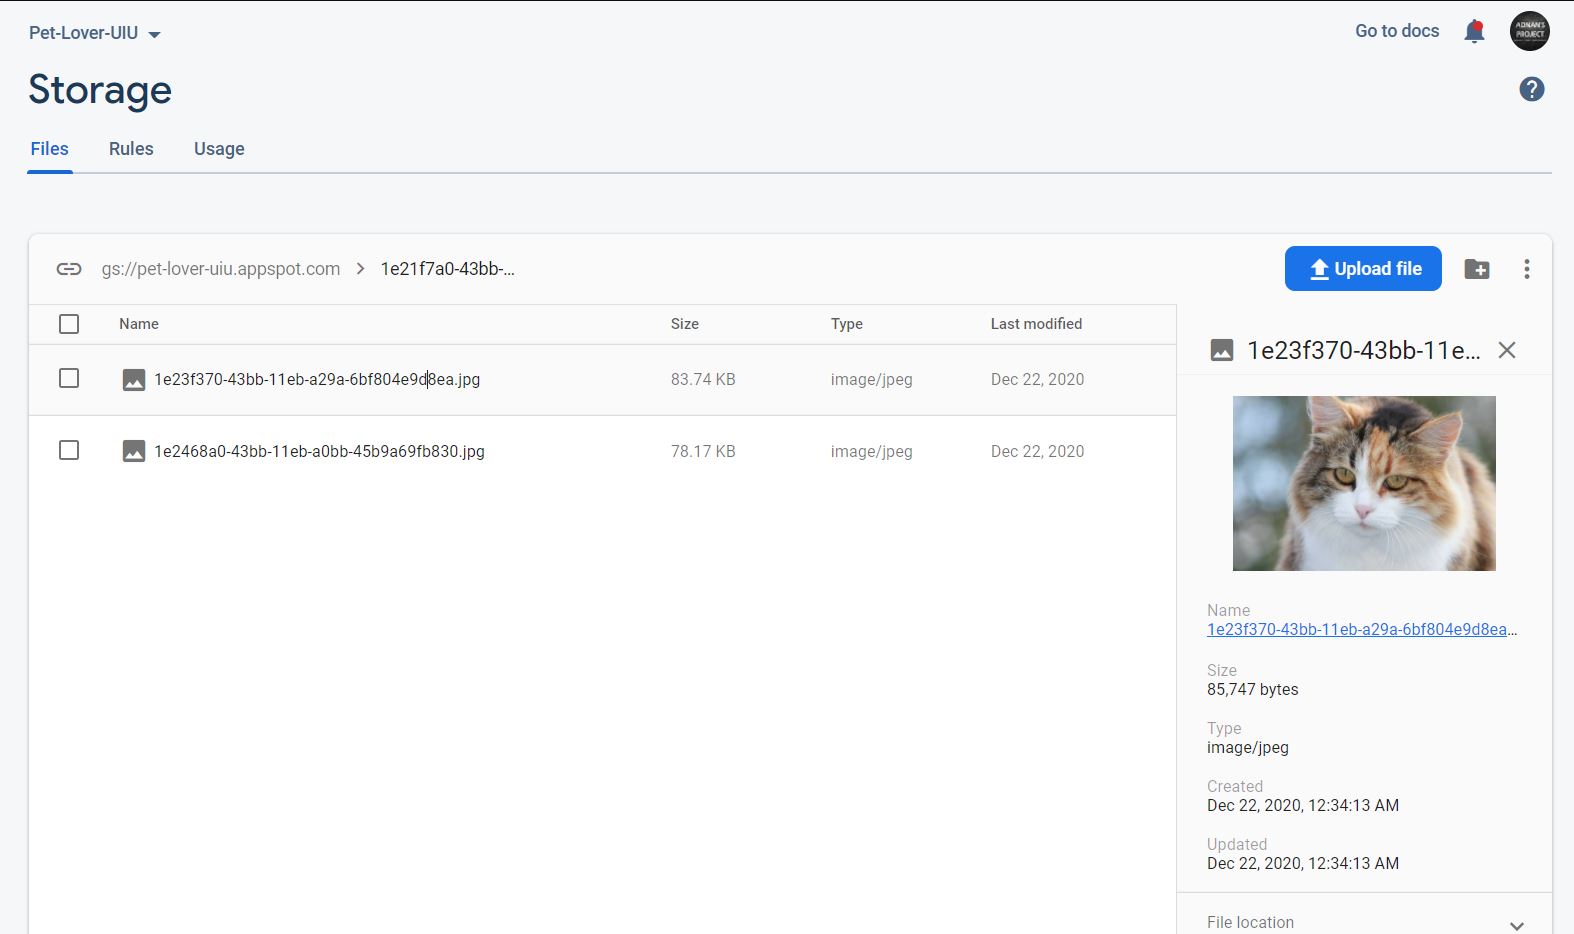 Pet-Lover-UIU
Go to docs
ADNAN'S
PROJECT
Storage
Files Rules Usage
gs://pet-lover-uiu.appspot.com > 1e21f7a0-43bb-...
Upload file
Name Size Type Last modified
1e23f370-43bb-11eb-a29a-6bf804e9d8ea.jpg 83.74 KB image/jpeg Dec 22, 2020
1e2468a0-43bb-11eb-a0bb-45b9a69fb830.jpg 78.17 KB image/jpeg Dec 22, 2020
1e23f370-43bb-11e...
Name
1e23f370-43bb-11eb-a29a-6bf804e9d8ea...
Size
85,747 bytes
Type
image/jpeg
Created
Dec 22, 2020, 12:34:13 AM
Updated
Dec 22, 2020, 12:34:13 AM
File location